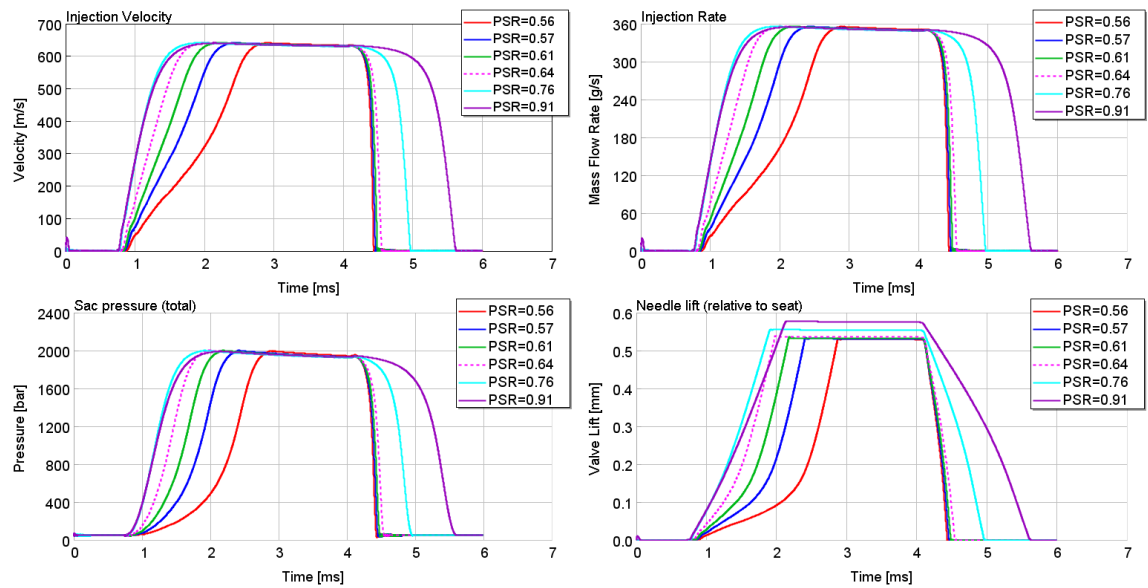 Injection Velocity
700
600
500
400
300
200
100
0
Velocity [m/s]
0 1 2 3 4 5 6 7
Time [ms]
PSR=0.56
PSR=0.57
PSR=0.61
PSR=0.64
PSR=0.76
PSR=0.91
Injection Rate
360
300
240
180
120
60
0
Mass Flow Rate [g/s]
0 1 2 3 4 5 6 7
Time [ms]
PSR=0.56
PSR=0.57
PSR=0.61
PSR=0.64
PSR=0.76
PSR=0.91
Sac pressure (total)
2400
2000
1600
1200
800
400
0
Pressure [bar]
0 1 2 3 4 5 6 7
Time [ms]
PSR=0.56
PSR=0.57
PSR=0.61
PSR=0.64
PSR=0.76
PSR=0.91
Needle lift (relative to seat)
0.6
0.5
0.4
0.3
0.2
0.1
0.0
Valve Lift [mm]
0 1 2 3 4 5 6 7
Time [ms]
PSR=0.56
PSR=0.57
PSR=0.61
PSR=0.64
PSR=0.76
PSR=0.91